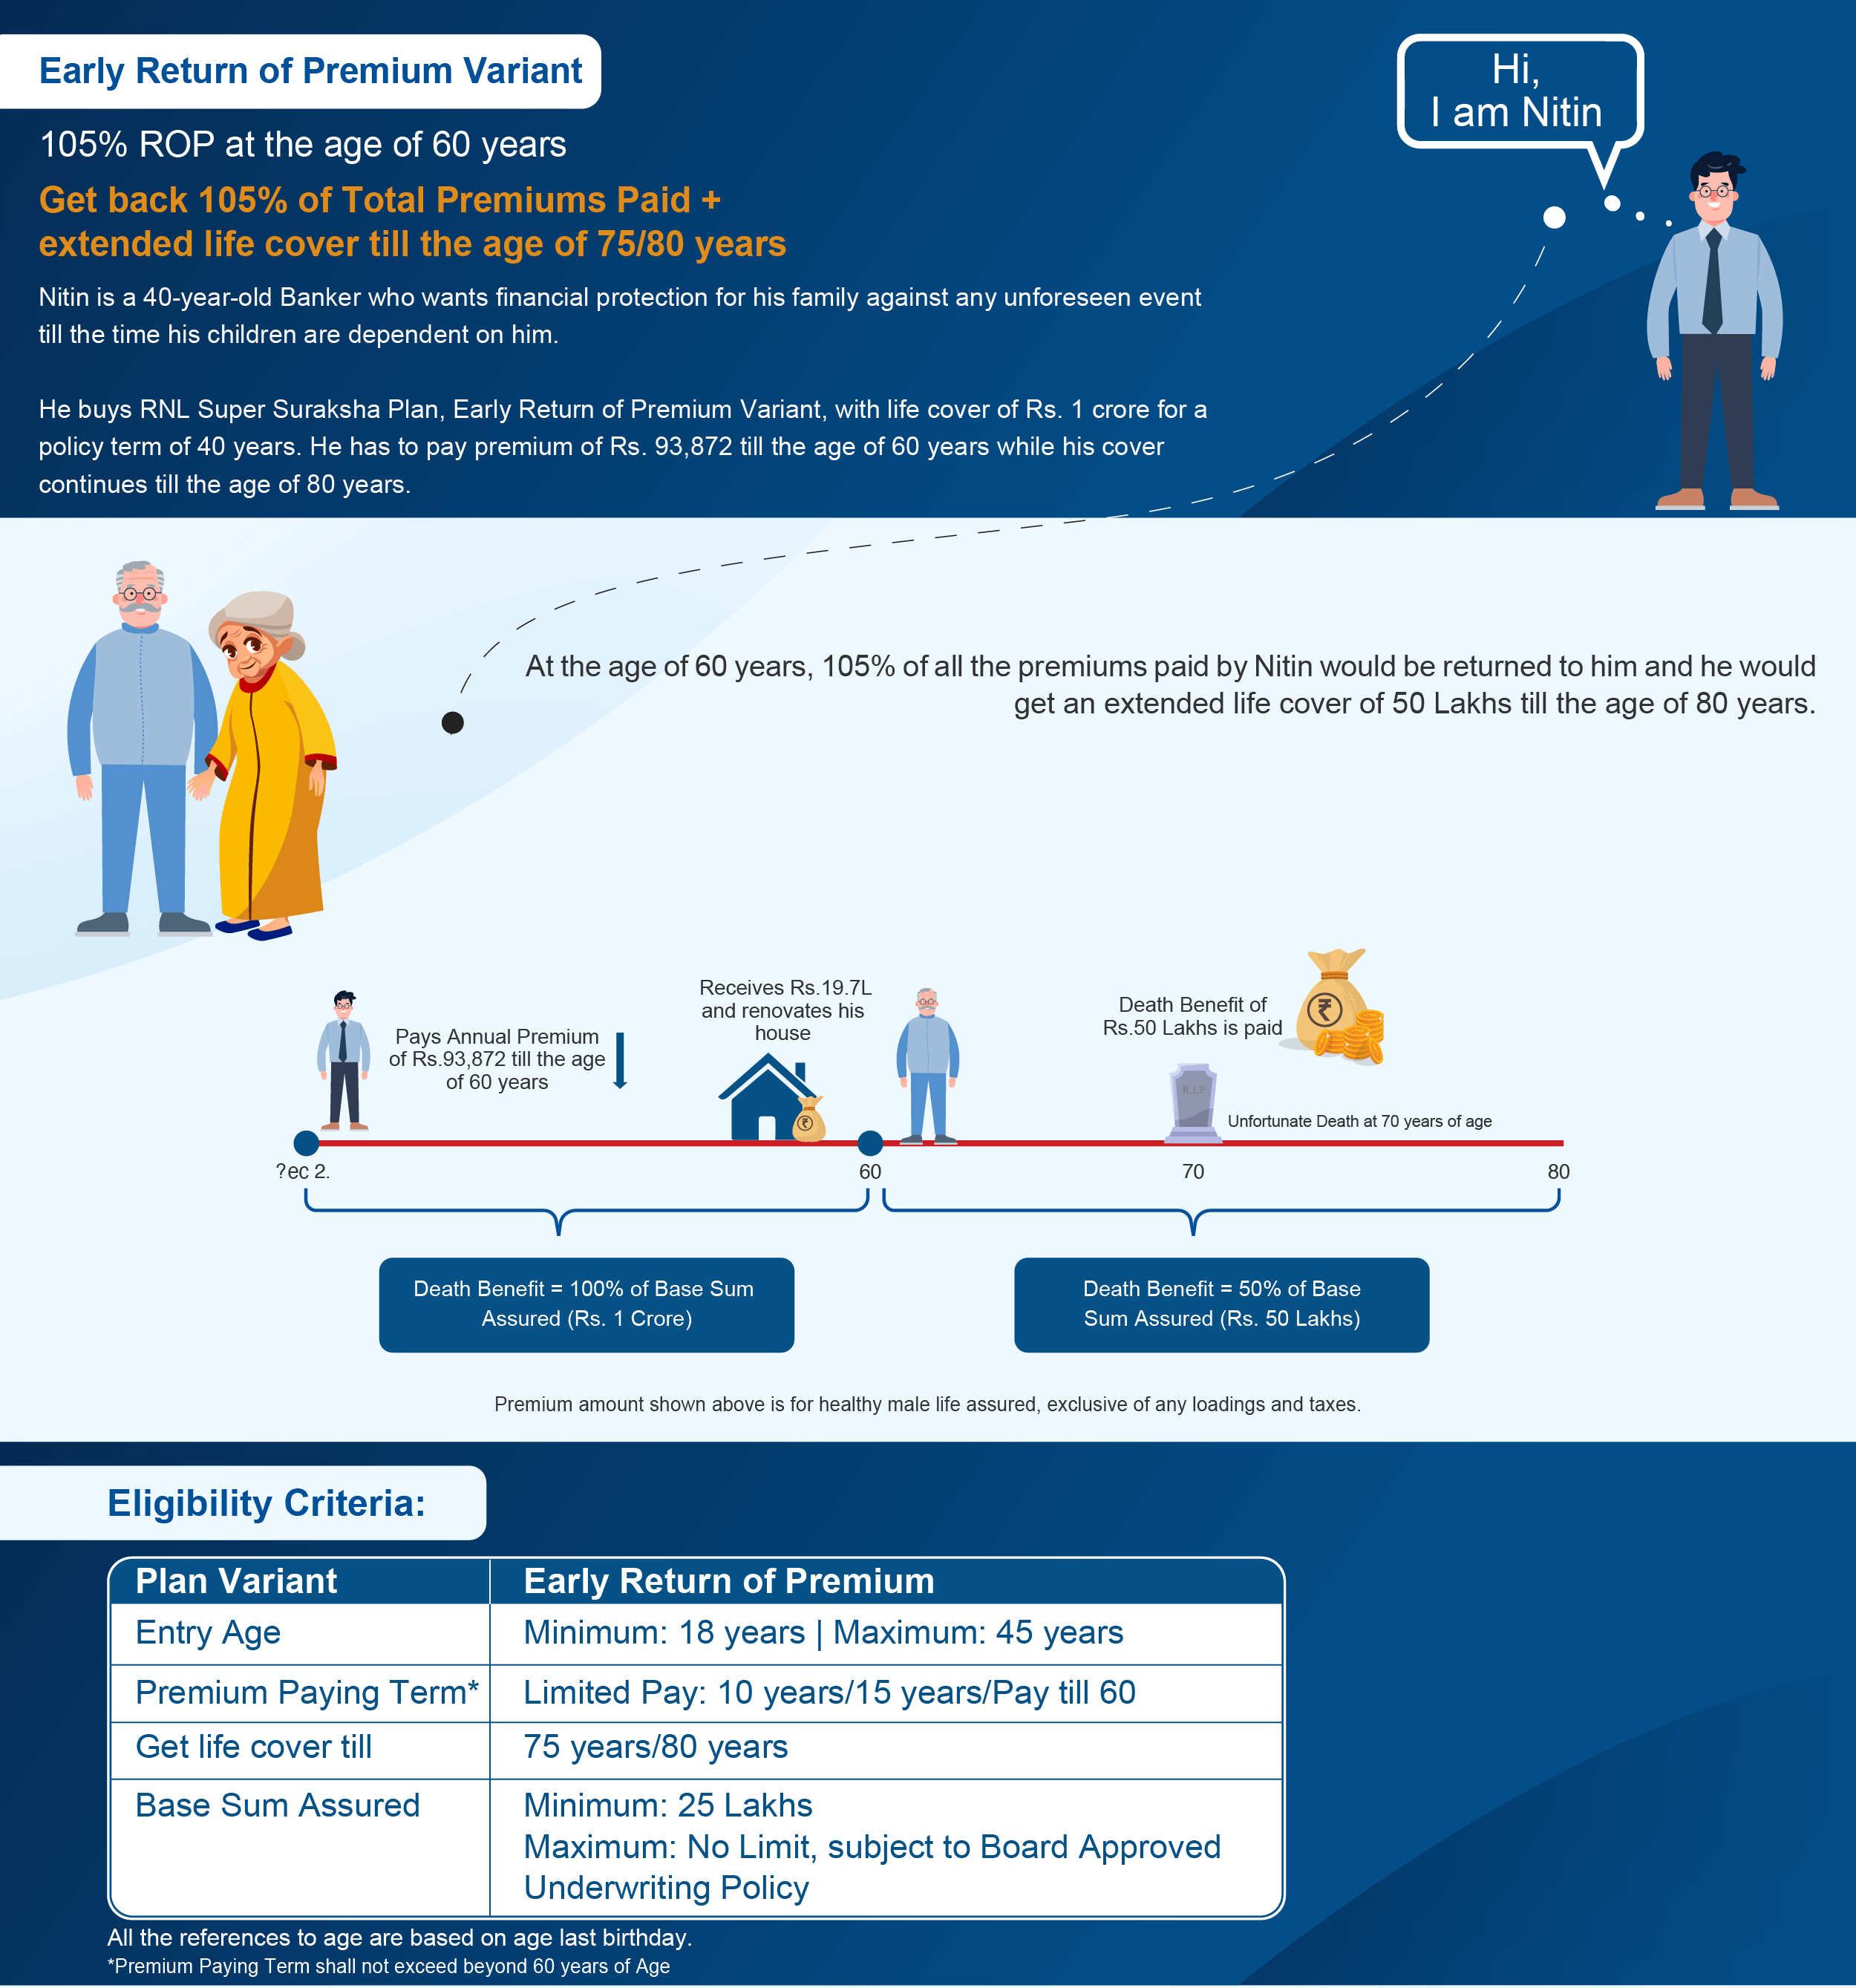 Early Return of Premium Variant
Hi,
I am Nitin
105% ROP at the age of 60 years
Get back 105% of Total Premiums Paid +
extended life cover till the age of 75/80 years
Nitin is a 40-year-old Banker who wants financial protection for his family against any unforeseen event
till the time his children are dependent on him.
He buys RNL Super Suraksha Plan, Early Return of Premium Variant, with life cover of Rs. 1 crore for a
policy term of 40 years. He has to pay premium of Rs. 93,872 till the age of 60 years while his cover
continues till the age of 80 years.
At the age of 60 years, 105% of all the premiums paid by Nitin would be returned to him and he would
get an extended life cover of 50 Lakhs till the age of 80 years.
Pays Annual Premium
of Rs.93,872 till the age
of 60 years
Receives Rs.19.7L
and renovates his
house
Death Benefit of
Rs.50 Lakhs is paid
₹
₹
R.I.P
Unfortunate Death at 70 years of age
?ec 2.
60
70
80
Death Benefit = 100% of Base Sum
Assured (Rs. 1 Crore)
Death Benefit = 50% of Base
Sum Assured (Rs. 50 Lakhs)
Premium amount shown above is for healthy male life assured, exclusive of any loadings and taxes.
Eligibility Criteria:
Plan Variant
Early Return of Premium
Entry Age
Minimum: 18 years | Maximum: 45 years
Premium Paying Term*
Limited Pay: 10 years/15 years/Pay till 60
Get life cover till
75 years/80 years
Base Sum Assured
Minimum: 25 Lakhs
Maximum: No Limit, subject to Board Approved
Underwriting Policy
All the references to age are based on age last birthday.
*Premium Paying Term shall not exceed beyond 60 years of Age